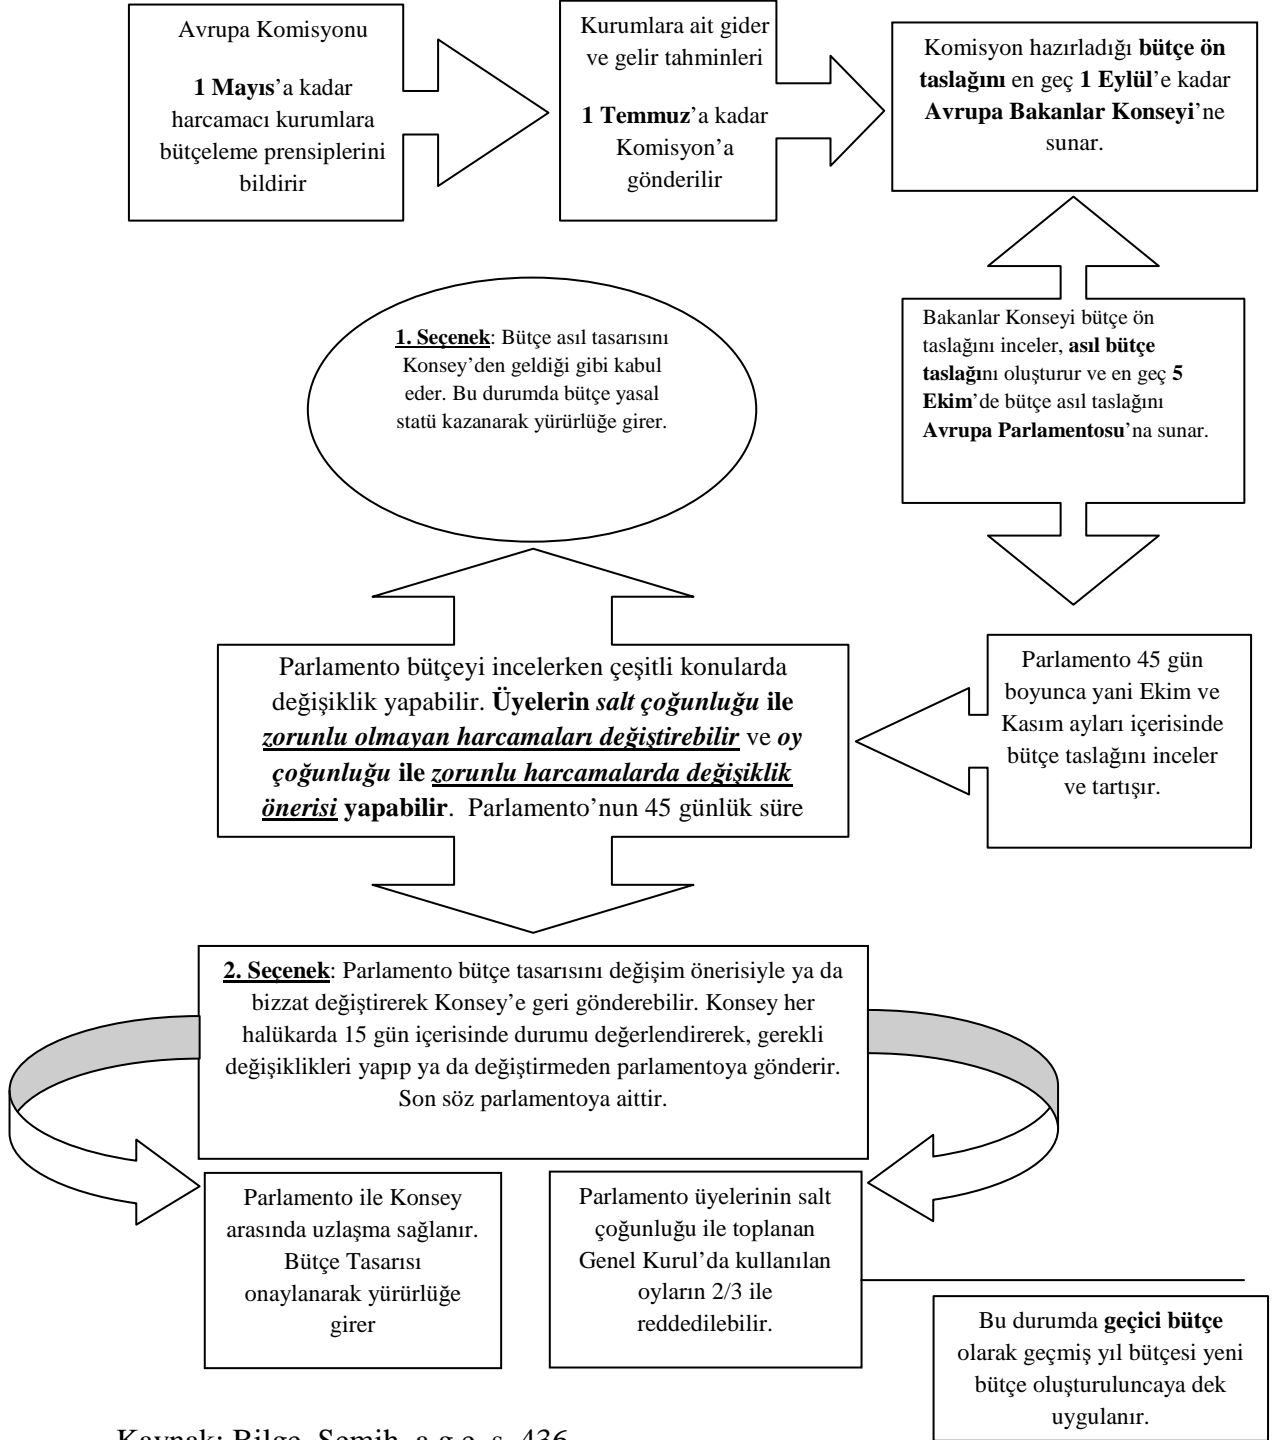 Avrupa Komisyonu
1 Mayıs’a kadar
harcamacı kurumlara
bütçeleme prensiplerini
bildirir
Kurumlara ait gider
ve gelir tahminleri
1 Temmuz’a kadar
Komisyon’a
gönderilir
Komisyon hazırladığı bütçe ön
taslağını en geç 1 Eylül’e kadar
Avrupa Bakanlar Konseyi’ne
sunar.
Bakanlar Konseyi bütçe ön
taslağını inceler, asıl bütçe
taslağını oluşturur ve en geç 5
Ekim’de bütçe asıl taslağını
Avrupa Parlamentosu’na sunar.
1. Seçenek: Bütçe asıl tasarısını
Konsey’den geldiği gibi kabul
eder. Bu durumda bütçe yasal
statü kazanarak yürürlüğe girer.
Parlamento 45 gün
boyunca yani Ekim ve
Kasım ayları içerisinde
bütçe taslağını inceler
ve tartışır.
Parlamento bütçeyi incelerken çeşitli konularda
değişiklik yapabilir. Üyelerin salt çoğunluğu ile
zorunlu olmayan harcamaları değiştirebilir ve oy
çoğunluğu ile zorunlu harcamalarda değişiklik
önerisi yapabilir. Parlamento’nun 45 günlük süre
2. Seçenek: Parlamento bütçe tasarısını değişim önerisiyle ya da
bizzat değiştirerek Konsey’e geri gönderebilir. Konsey her
halükarda 15 gün içerisinde durumu değerlendirerek, gerekli
değişiklikleri yapıp ya da değiştirmeden parlamentoya gönderir.
Son söz parlamentoya aittir.
Parlamento ile Konsey
arasında uzlaşma sağlanır.
Bütçe Tasarısı
onaylanarak yürürlüğe
girer
Parlamento üyelerinin salt
çoğunluğu ile toplanan
Genel Kurul’da kullanılan
oyların 2/3 ile
reddedilebilir.
Bu durumda geçici bütçe
olarak geçmiş yıl bütçesi yeni
bütçe oluşturuluncaya dek
uygulanır.
Kaynak: Bilge, Semih, a.g.e, s. 436